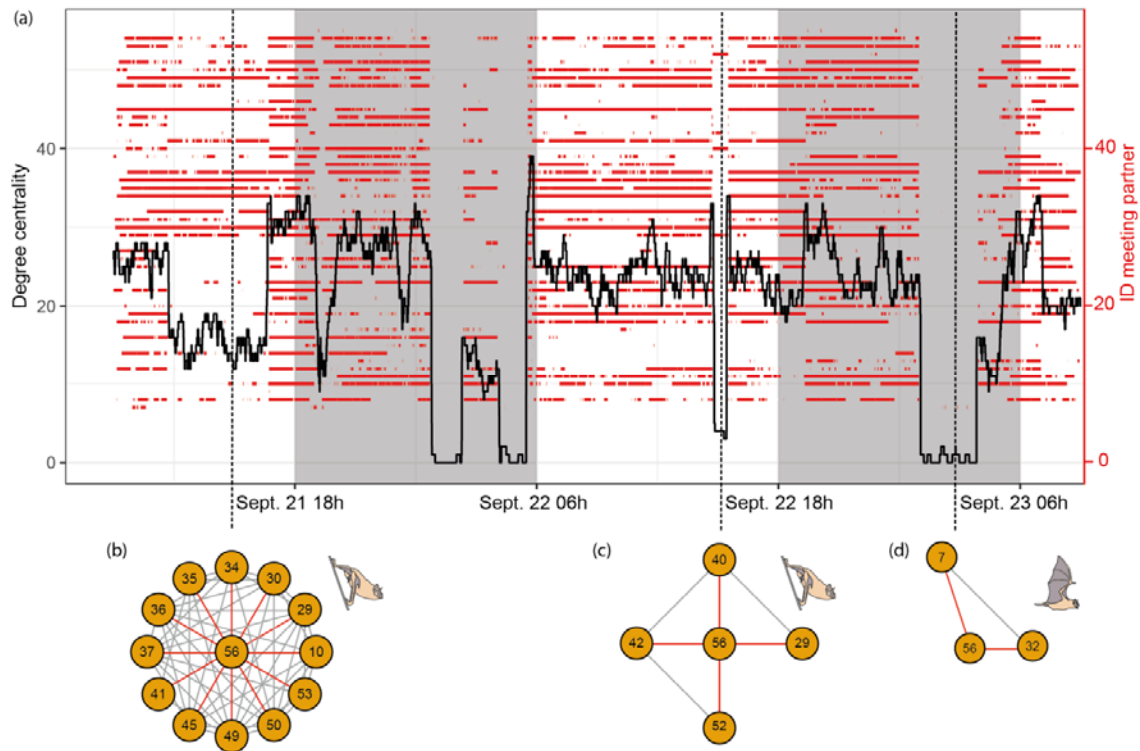 (a)
Degree centrality
40
20
0
40
20
0
ID meeting partner
Sept. 21 18h
Sept. 22 06h
Sept. 22 18h
Sept. 23 06h
(b)
34
35
30
36
29
37
56
10
41
53
45
50
49
(c)
40
42
56
29
52
(d)
7
56
32